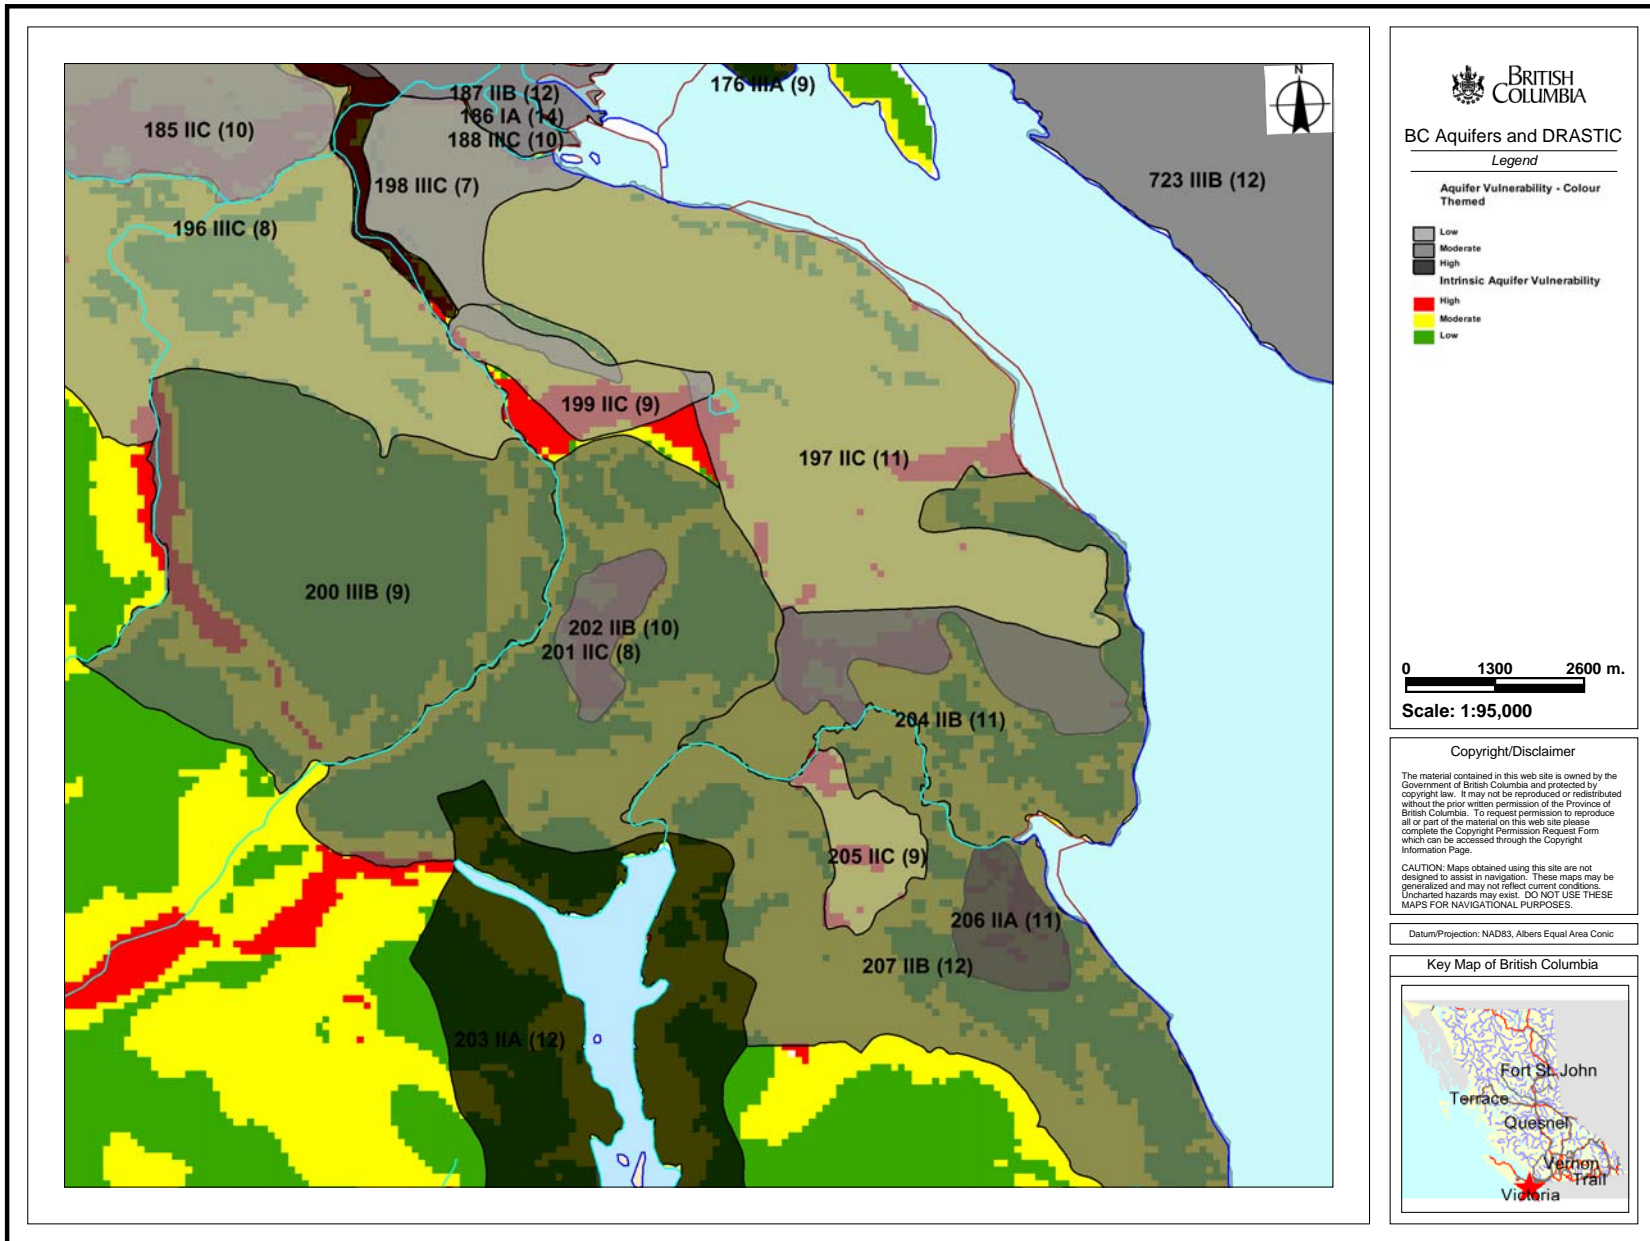 N
176 IIIA (9)
187 IIB (12)
186 IA (14)
188 IIIC (10)
185 IIC (10)
723 IIIB (12)
198 IIIC (7)
196 IIIC (8)
199 IIC (9)
197 IIC (11)
200 IIIB (9)
202 IIB (10)
201 IIC (8)
204 IIB (11)
205 IIC (9)
206 IIA (11)
207 IIB (12)
203 IIA (12)
BRITISH
COLUMBIA
BC Aquifers and DRASTIC
Legend
Aquifer Vulnerability - Colour
Themed
Low
Moderate
High
Intrinsic Aquifer Vulnerability
High
Moderate
Low
0 1300 2600 m.
Scale: 1:95,000
Copyright/Disclaimer
The material contained in this web site is owned by the
Government of British Columbia and protected by
copyright law. It may not be reproduced or redistributed
without the prior written permission of the Province of
British Columbia. To request permission to reproduce
all or part of the material on this web site please
complete the Copyright Permission Request Form
which can be accessed through the Copyright
Information Page.
CAUTION: Maps obtained using this site are not
designed to assist in navigation. These maps may be
generalized and may not reflect current conditions.
Uncharted hazards may exist. DO NOT USE THESE
MAPS FOR NAVIGATIONAL PURPOSES.
Datum/Projection: NAD83, Albers Equal Area Conic
Key Map of British Columbia
Fort St. John
Terrace
Quesnel
Vernon
Trail
Victoria